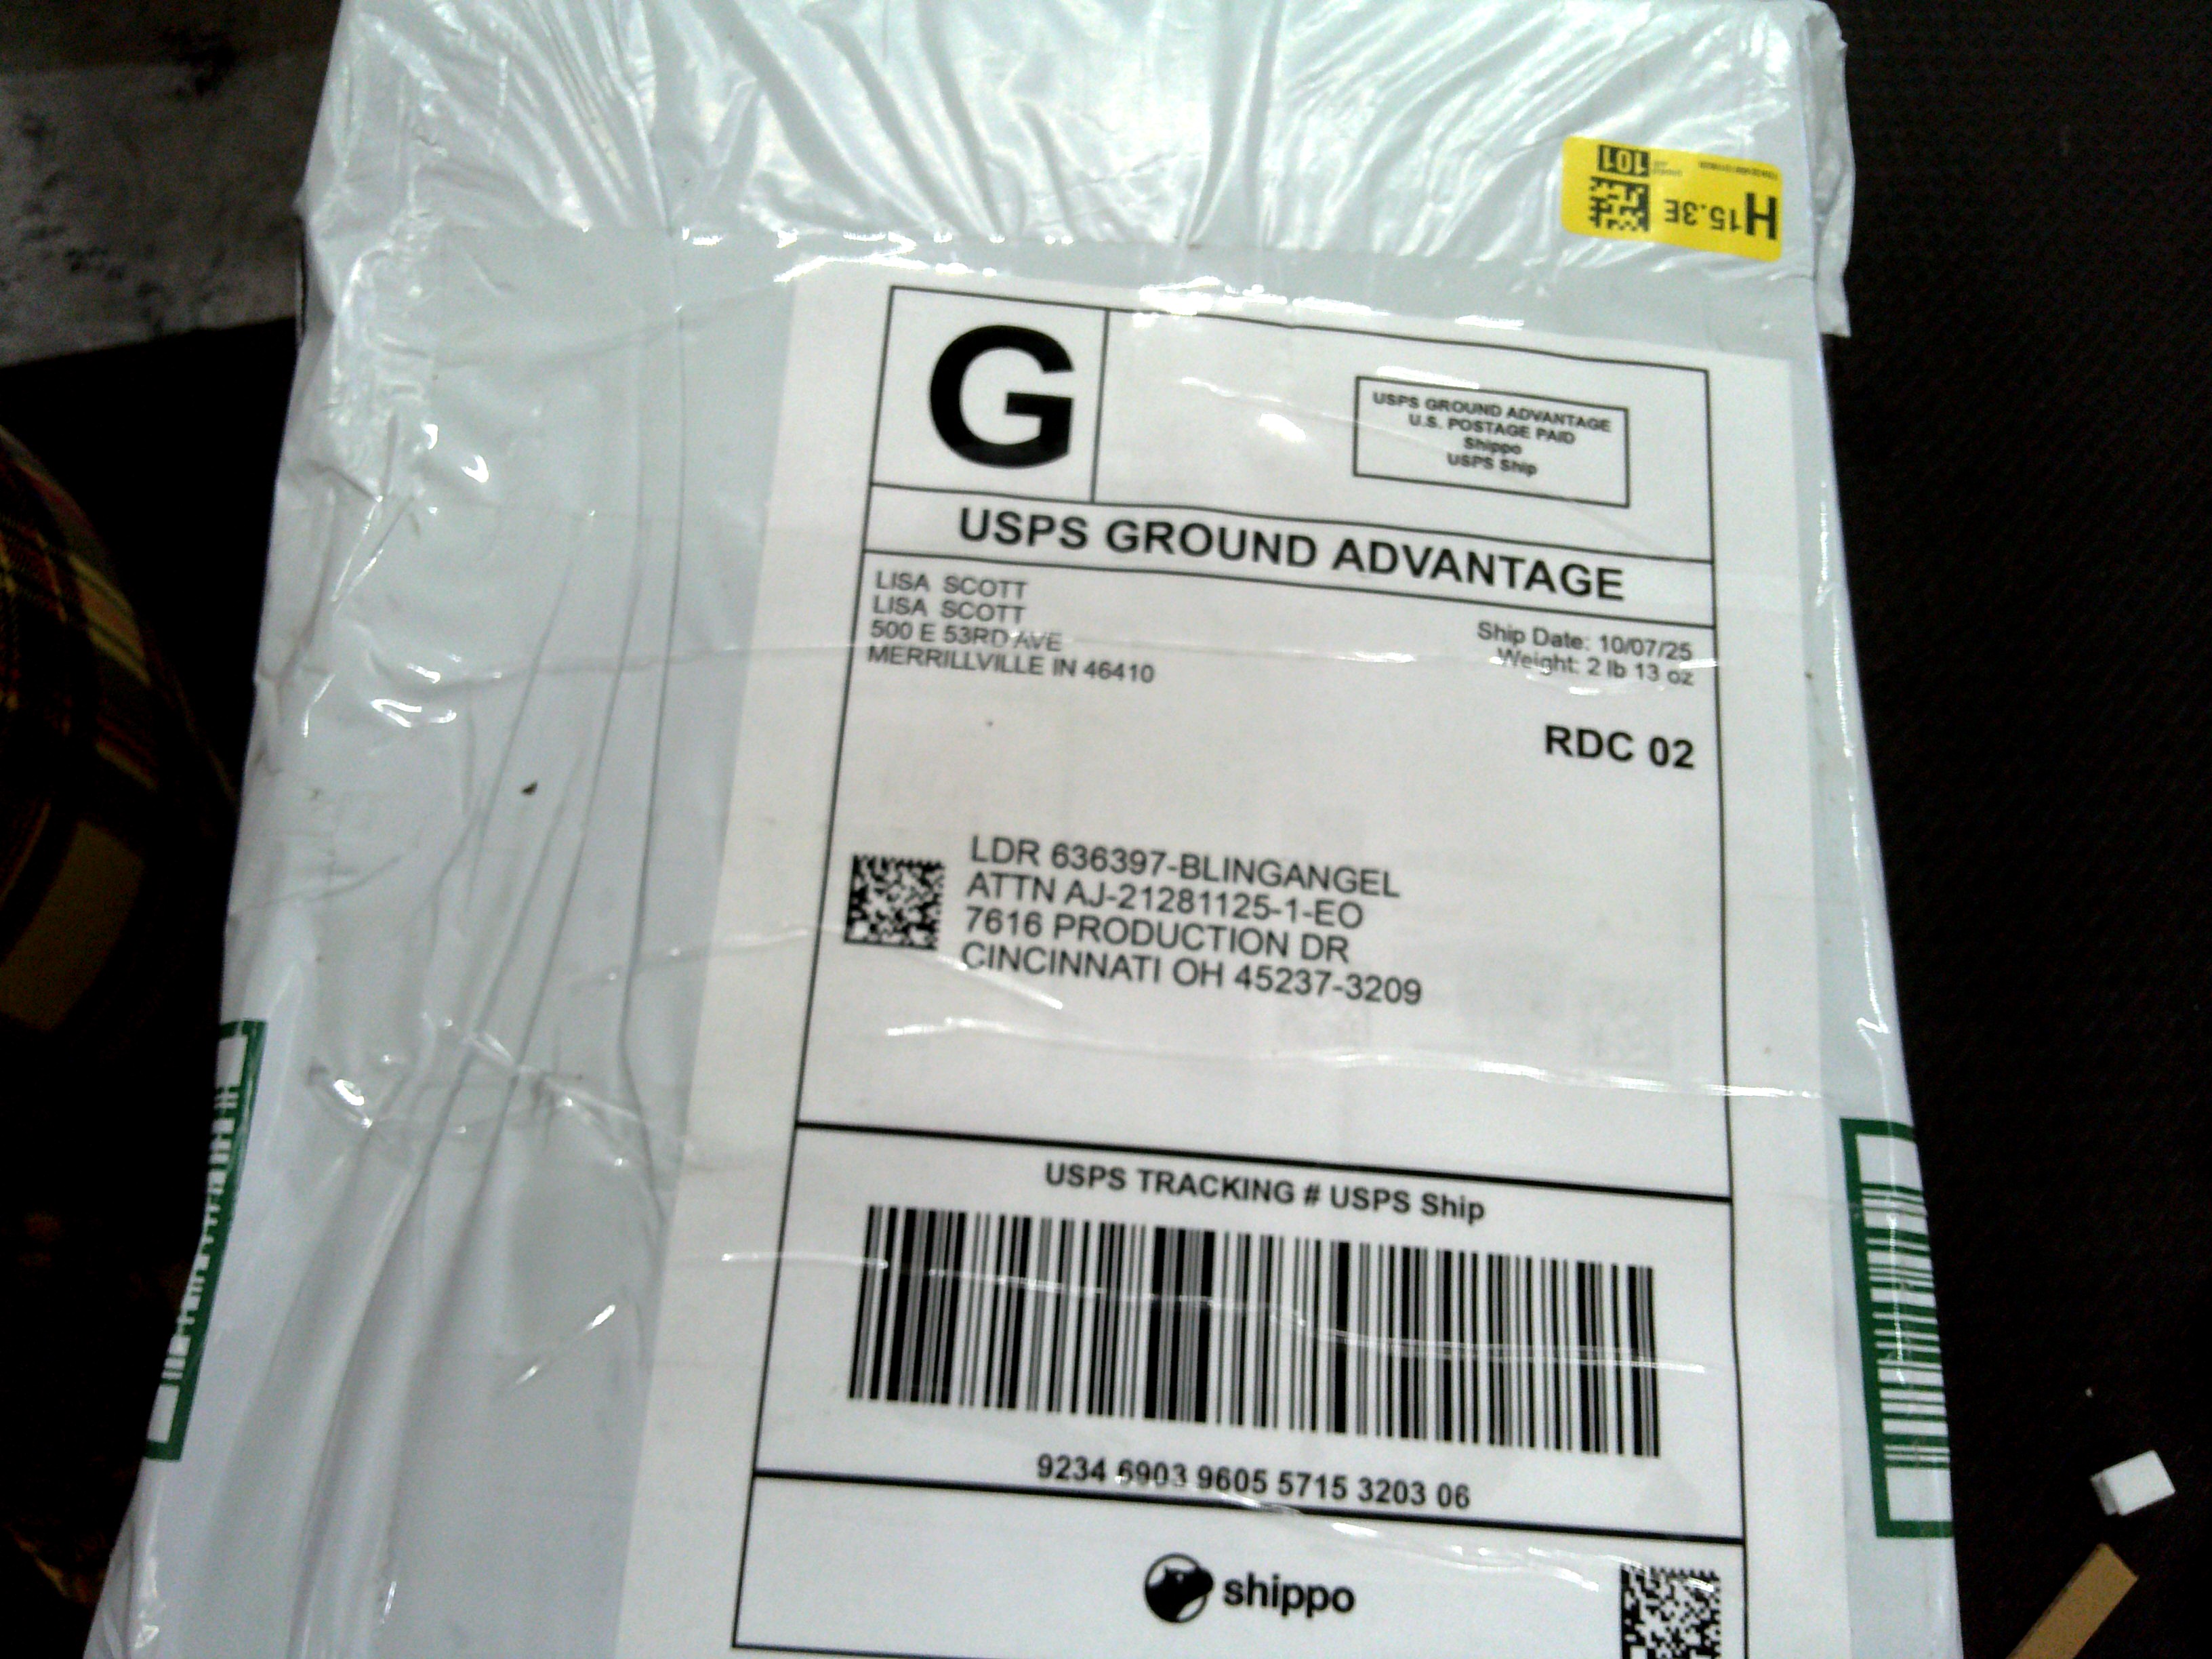 H 15.3E
101
G
USPS GROUND ADVANTAGE
U.S. POSTAGE PAID
Shippo
USPS Ship
USPS GROUND ADVANTAGE
LISA SCOTT
LISA SCOTT
500 E 53RD AVE
MERRILLVILLE IN 46410
Ship Date: 10/07/25
Weight: 2 lb 13 oz
RDC 02
LDR 636397-BLINGANGEL
ATTN AJ-21281125-1-EO
7616 PRODUCTION DR
CINCINNATI OH 45237-3209
USPS TRACKING # USPS Ship
9234 6903 9605 5715 3203 06
shippo